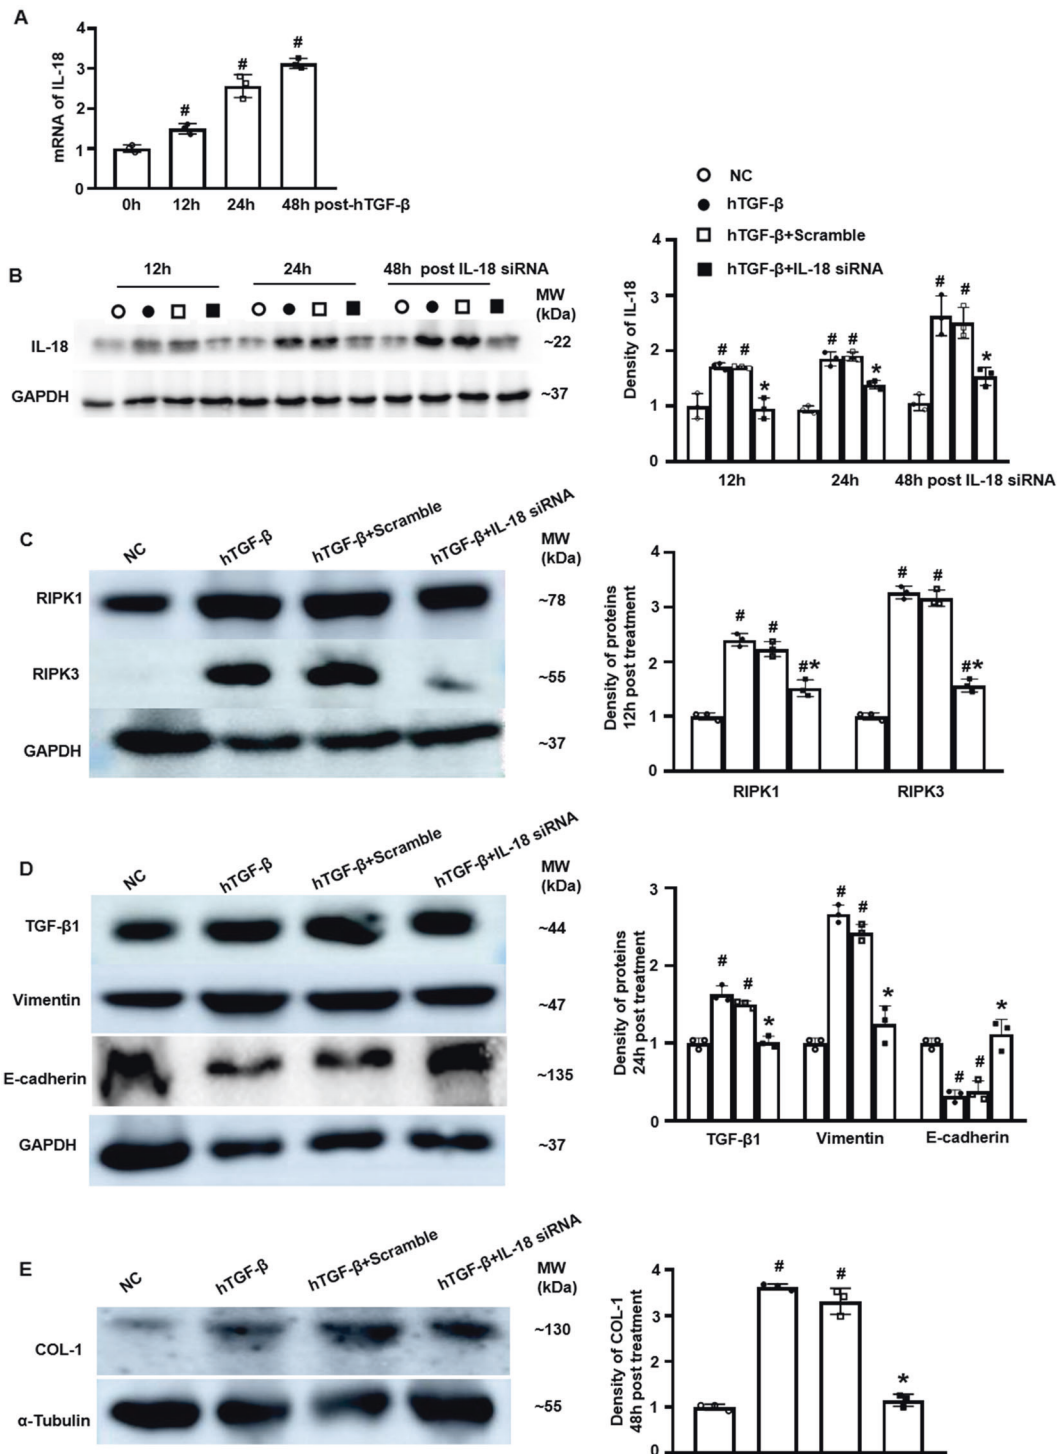 A
mRNA of IL-18
4
3
2
1
0
#
#
#
0h 12h 24h 48h post-hTGF-β
NC
hTGF-β
hTGF-β+Scramble
hTGF-β+IL-18 siRNA
B
12h 24h 48h post IL-18 siRNA
MW
(kDa)
IL-18 ~22
GAPDH ~37
Density of IL-18
4
3
2
1
0
# # *
# # *
# # *
12h 24h 48h post IL-18 siRNA
C
NC hTGF-β hTGF-β+Scramble hTGF-β+IL-18 siRNA
MW
(kDa)
RIPK1 ~78
RIPK3 ~55
GAPDH ~37
Density of proteins
12h post treatment
4
3
2
1
0
# # #*
# # #*
RIPK1 RIPK3
D
NC hTGF-β hTGF-β+Scramble hTGF-β+IL-18 siRNA
MW
(kDa)
TGF-β1 ~44
Vimentin ~47
E-cadherin ~135
GAPDH ~37
Density of proteins
24h post treatment
3
2
1
0
# # *
# # *
# # *
TGF-β1 Vimentin E-cadherin
E
NC hTGF-β hTGF-β+Scramble hTGF-β+IL-18 siRNA
MW
(kDa)
COL-1 ~130
α-Tubulin ~55
Density of COL-1
48h post treatment
4
3
2
1
0
# # *